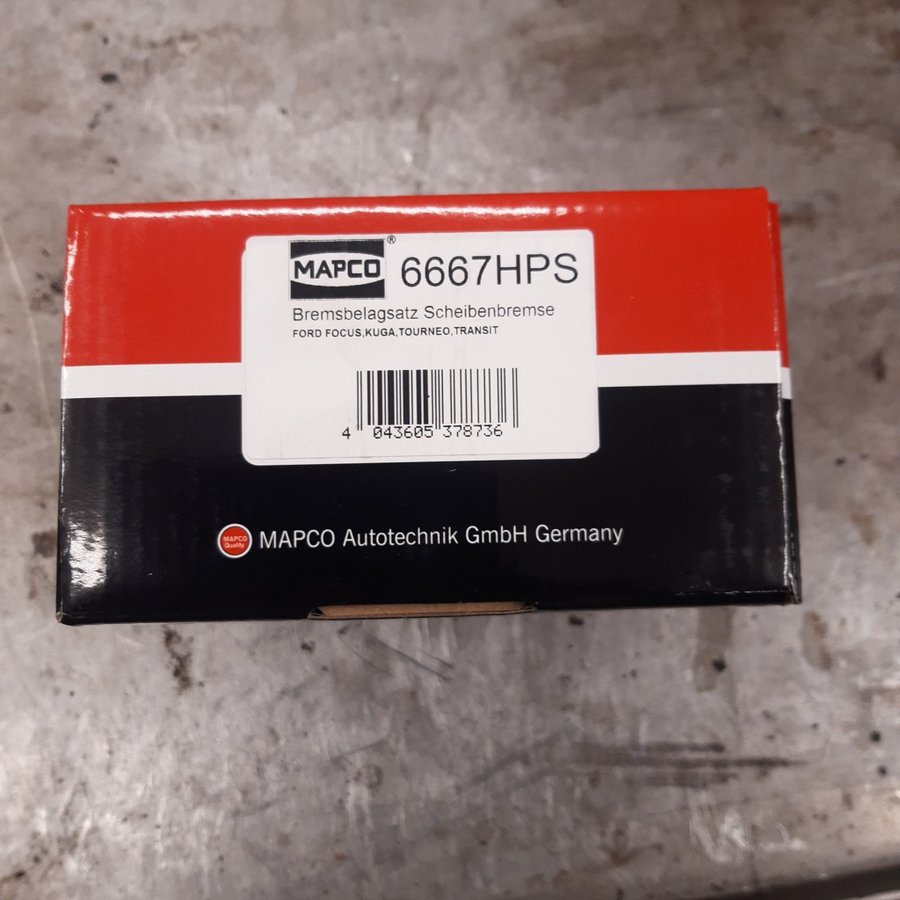 MAPCO® 6667HPS
Bremsbelagsatz Scheibenbremse
FORD FOCUS,KUGA,TOURNEO,TRANSIT
4 043605 378736
MAPCO Quality
MAPCO Autotechnik GmbH Germany